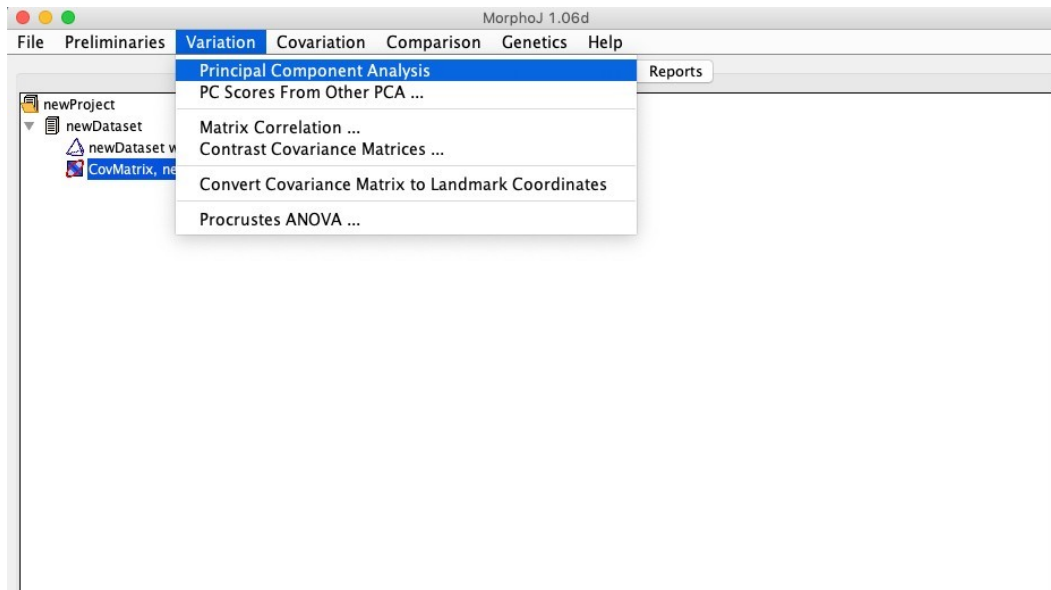 MorphoJ 1.06d
File Preliminaries Variation Covariation Comparison Genetics Help
Principal Component Analysis
Reports
PC Scores From Other PCA ...
newProject
newDataset
Matrix Correlation ...
newDataset w
Contrast Covariance Matrices ...
CovMatrix, ne
Convert Covariance Matrix to Landmark Coordinates
Procrustes ANOVA ...